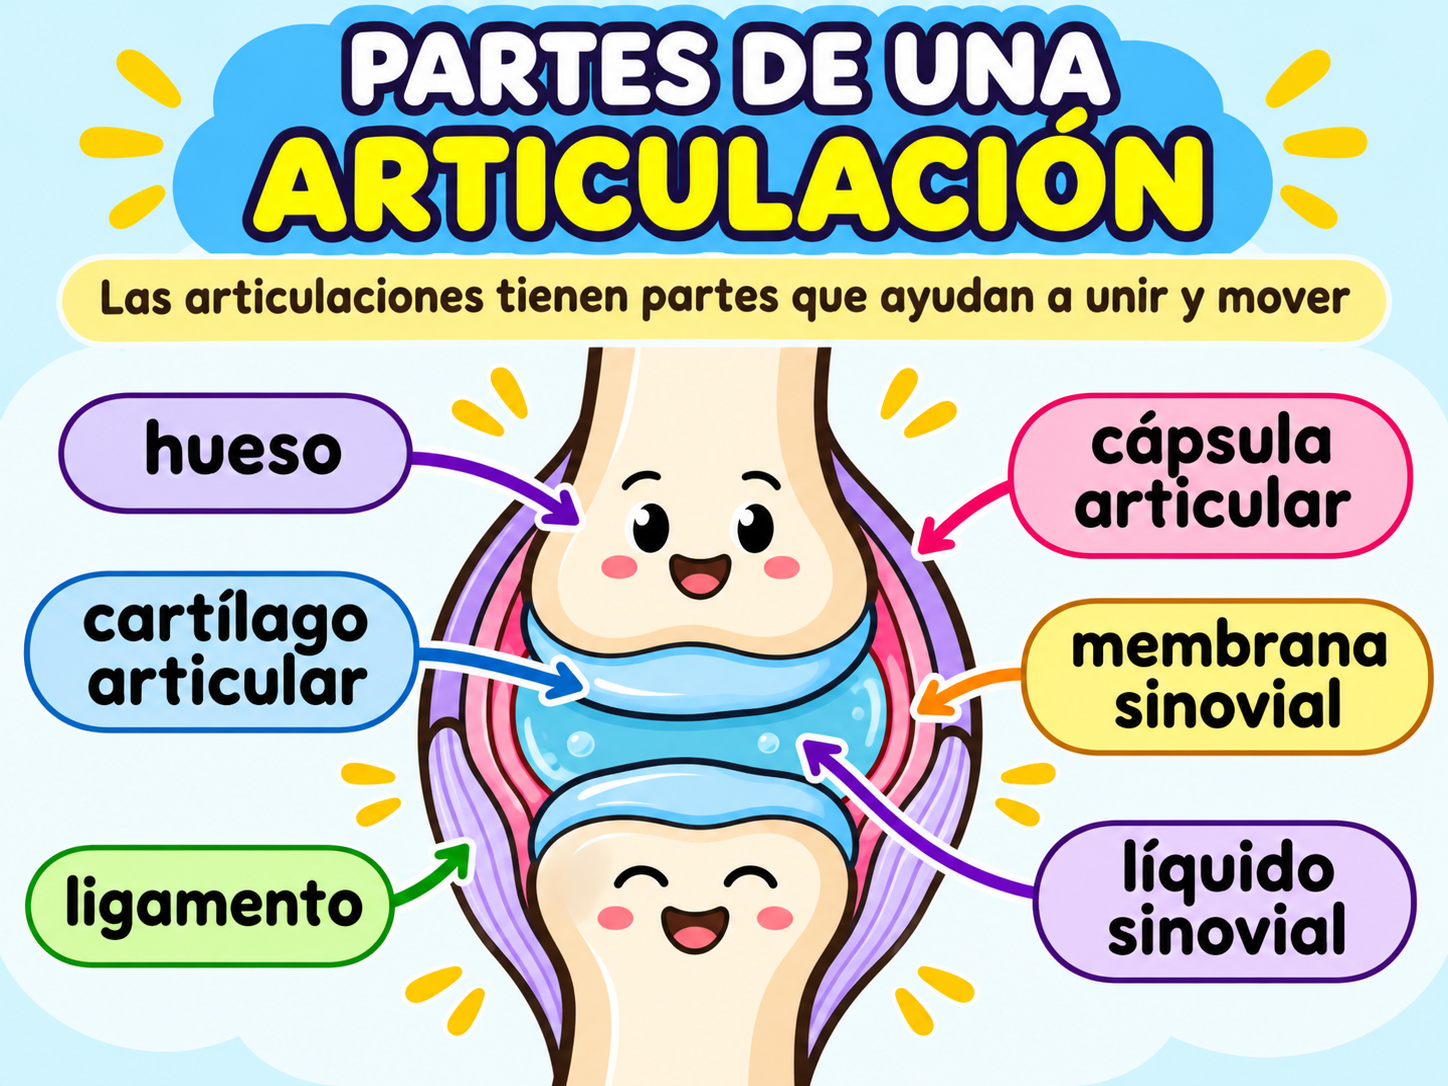 PARTES DE UNA
ARTICULACIÓN
Las articulaciones tienen partes que ayudan a unir y mover
hueso
cartílago
articular
ligamento
cápsula
articular
membrana
sinovial
líquido
sinovial